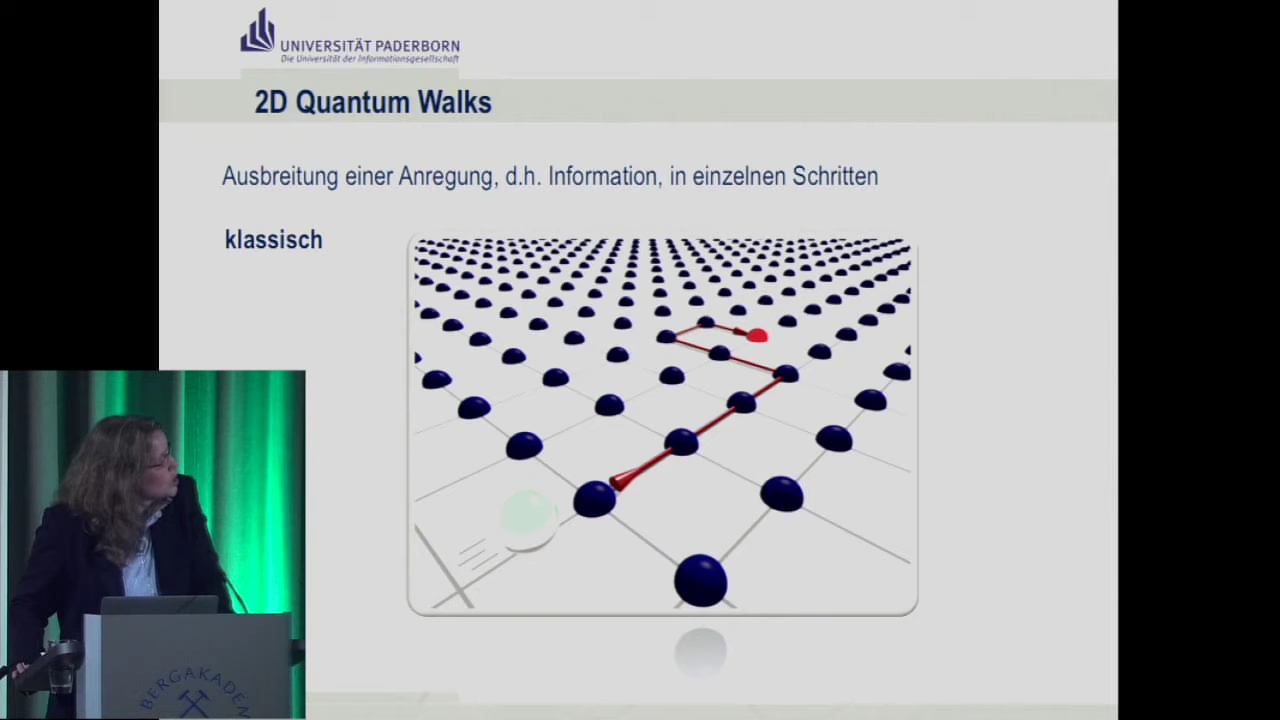 UNIVERSITÄT PADERBORN
Die Universität der Informationsgesellschaft
2D Quantum Walks
Ausbreitung einer Anregung, d.h. Information, in einzelnen Schritten
klassisch
BERGAKADEM